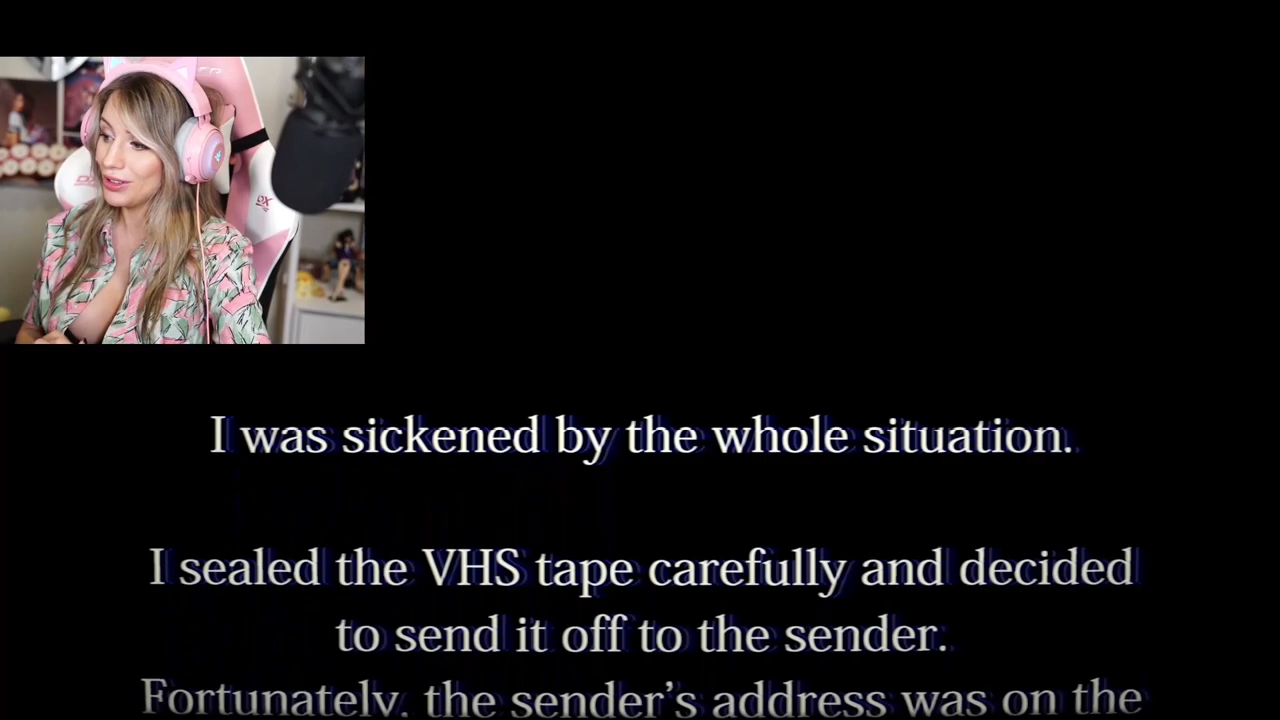 DX
I was sickened by the whole situation.
I sealed the VHS tape carefully and decided
to send it off to the sender.
Fortunately, the sender's address was on the